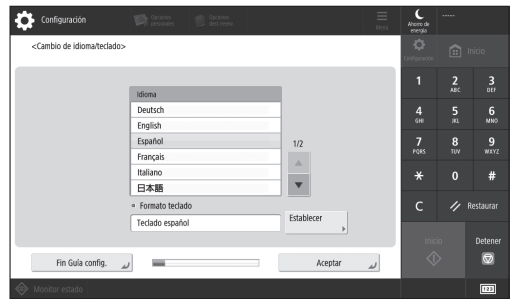 Configuración
Opciones personales
Opciones dest./reenvío
Menú
Ahorro de energía
-----
<Cambio de idioma/teclado>
Configuración
Inicio
Idioma
Deutsch
English
Español
Français
Italiano
日本語
1/2
Formato teclado
Teclado español
Establecer
Fin Guía config.
Aceptar
Monitor estado
1
2 ABC
3 DEF
4 GHI
5 JKL
6 MNO
7 PQRS
8 TUV
9 WXYZ
*
0
#
C
Restaurar
Inicio
Detener
123